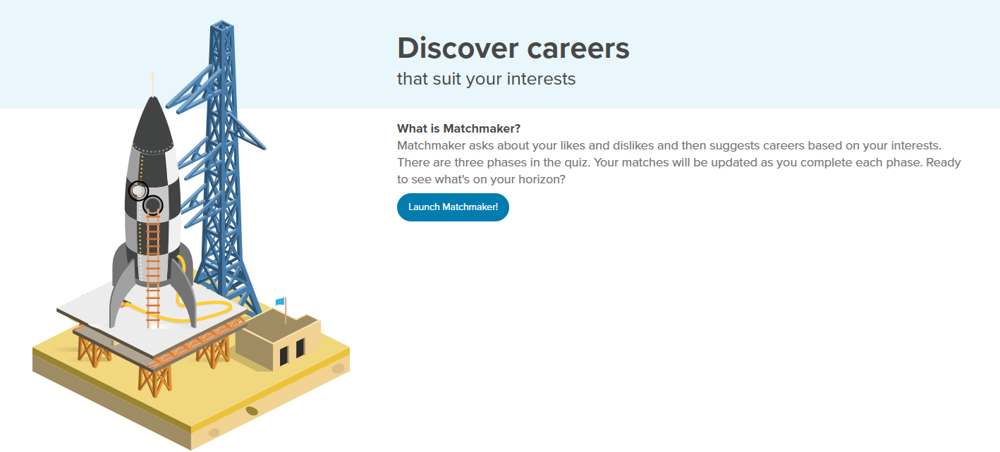 Discover careers
that suit your interests
What is Matchmaker?
Matchmaker asks about your likes and dislikes and then suggests careers based on your interests.
There are three phases in the quiz. Your matches will be updated as you complete each phase. Ready
to see what's on your horizon?
Launch Matchmaker!